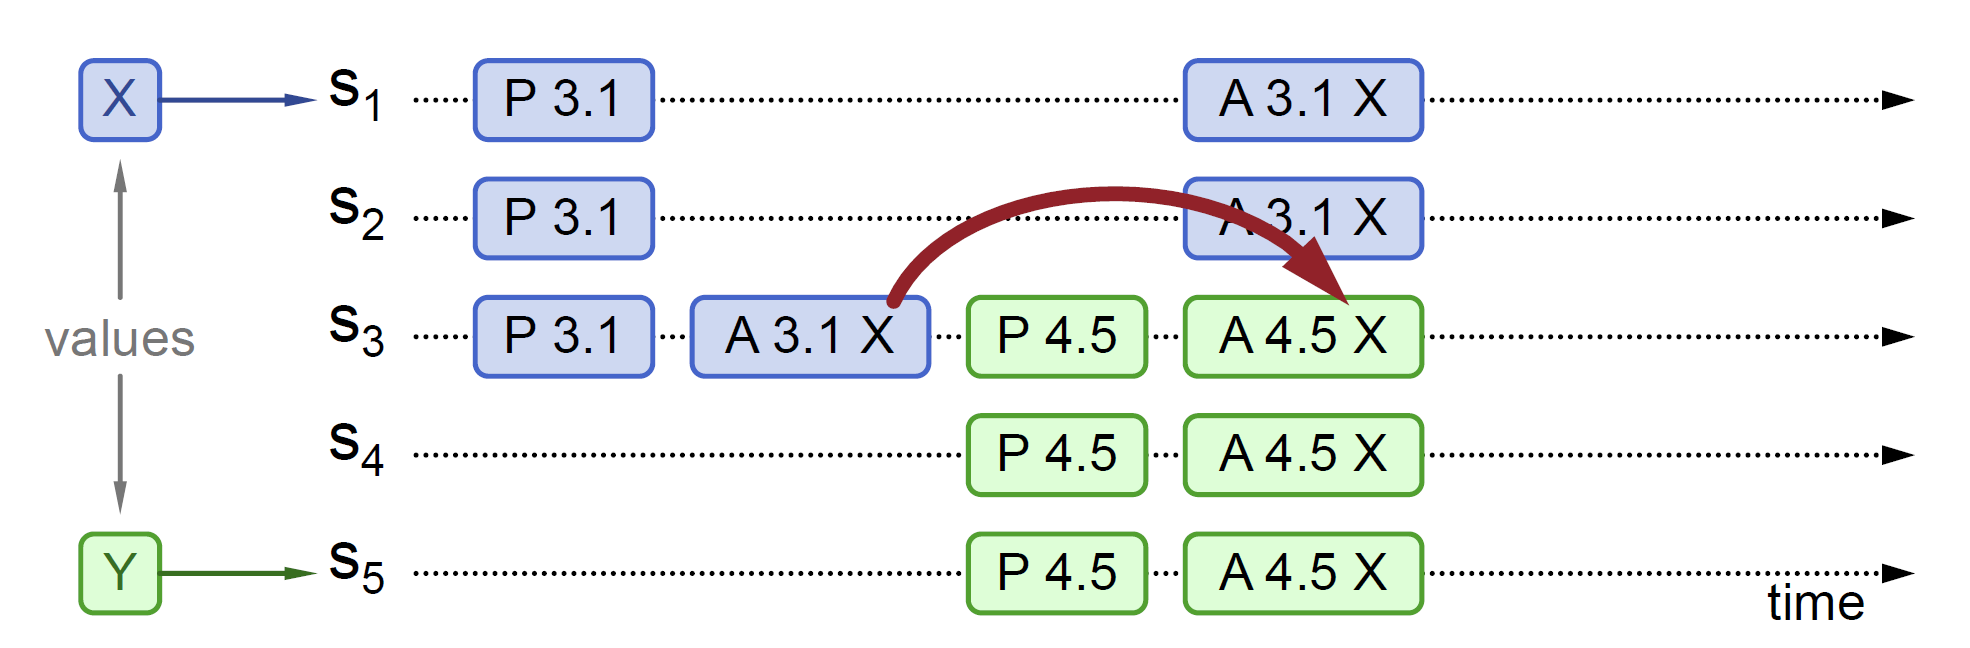 X S1 P 3.1 A 3.1 X
S2 P 3.1 A 3.1 X
values S3 P 3.1 A 3.1 X P 4.5 A 4.5 X
S4 P 4.5 A 4.5 X
Y S5 P 4.5 A 4.5 X
time